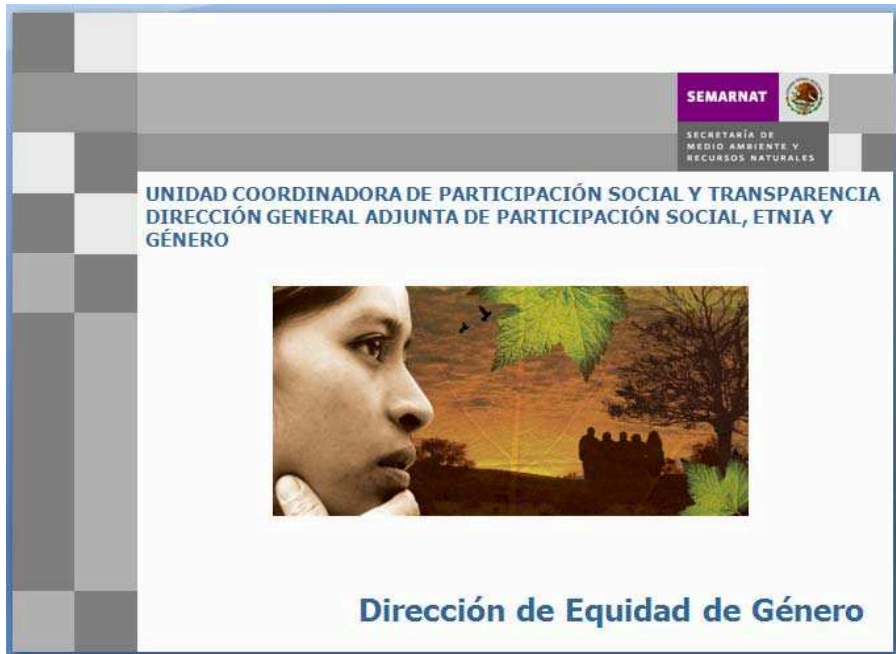 SEMARNAT
SECRETARÍA DE
MEDIO AMBIENTE Y
RECURSOS NATURALES
UNIDAD COORDINADORA DE PARTICIPACIÓN SOCIAL Y TRANSPARENCIA
DIRECCIÓN GENERAL ADJUNTA DE PARTICIPACIÓN SOCIAL, ETNIA Y
GÉNERO
Dirección de Equidad de Género